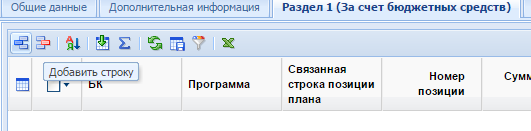 Общие данные Дополнительная информация Раздел 1 (За счет бюджетных средств)
Добавить строку
БК Программа Связанная строка позиции плана Номер позиции